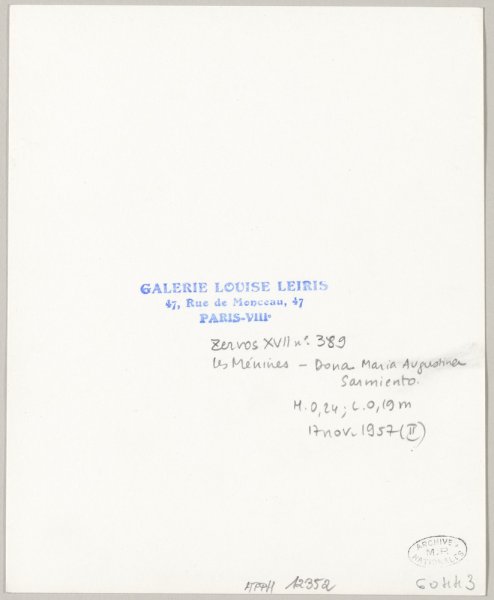 GALERIE LOUISE LEIRIS
47, Rue de Monceau, 47
PARIS-VIIIe
Zervos XVII n° 389
Les Ménines - Dona Maria Augustina
Sarmiento.
H. 0,24 ; L. 0,19 m
17 nov. 1957 (II)
ARCHIVES
M.P.
NATIONALES
APPH 12352